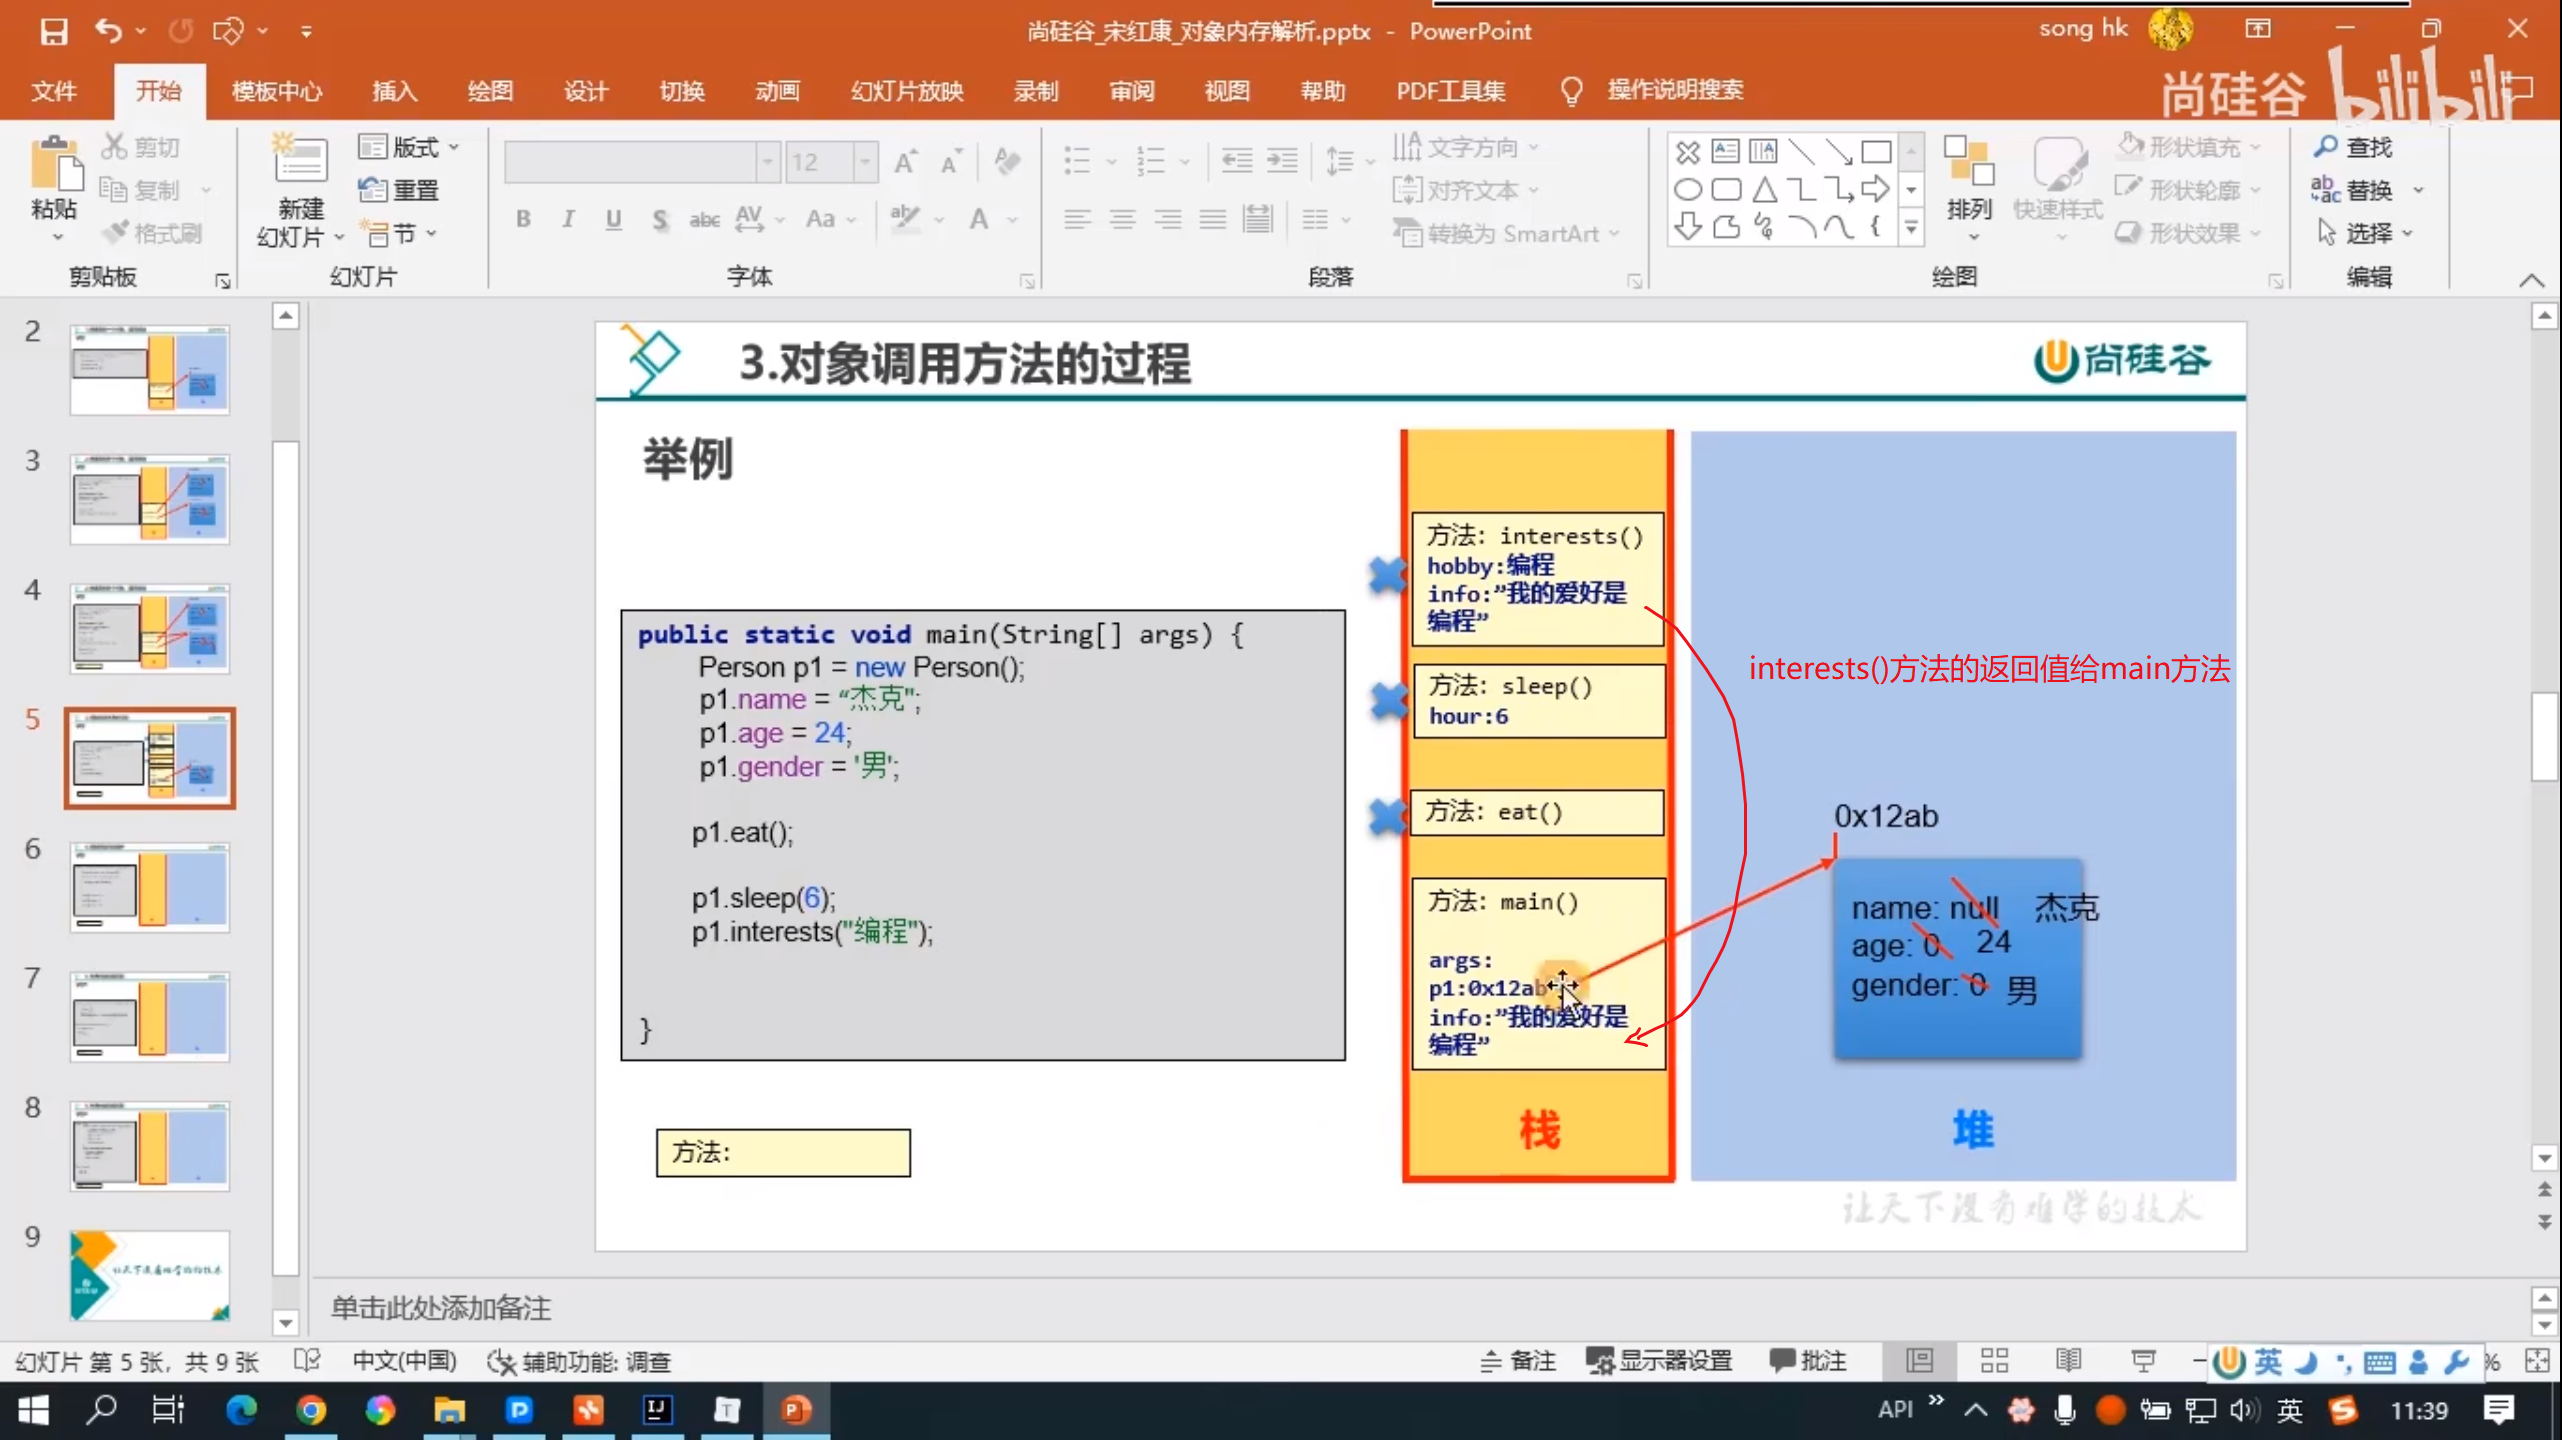 尚硅谷_宋红康_对象内存解析.pptx - PowerPoint
song hk
文件 开始 模板中心 插入 绘图 设计 切换 动画 幻灯片放映 录制 审阅 视图 帮助 PDF工具集 操作说明搜索
尚硅谷 bilibili
粘贴
剪切
复制
格式刷
剪贴板
新建
幻灯片
版式
重置
节
幻灯片
12
B I U S abc AV Aa A
字体
文字方向
对齐文本
转换为 SmartArt
段落
排列
快速样式
形状填充
形状轮廓
形状效果
绘图
查找
替换
选择
编辑
2
3
4
5
6
7
8
9
3.对象调用方法的过程
尚硅谷
举例
public static void main(String[] args) {
Person p1 = new Person();
p1.name = “杰克";
p1.age = 24;
p1.gender = '男';
p1.eat();
p1.sleep(6);
p1.interests("编程");
}
方法:
方法: interests()
hobby:编程
info:”我的爱好是
编程”
方法: sleep()
hour:6
方法: eat()
方法: main()
args:
p1:0x12ab
info:”我的爱好是
编程”
栈
interests()方法的返回值给main方法
0x12ab
name: null 杰克
age: 0 24
gender: 0 男
堆
让天下没有难学的技术
单击此处添加备注
幻灯片 第 5 张，共 9 张 中文(中国) 辅助功能: 调查 备注 显示器设置 批注 英 %
API 英 11:39